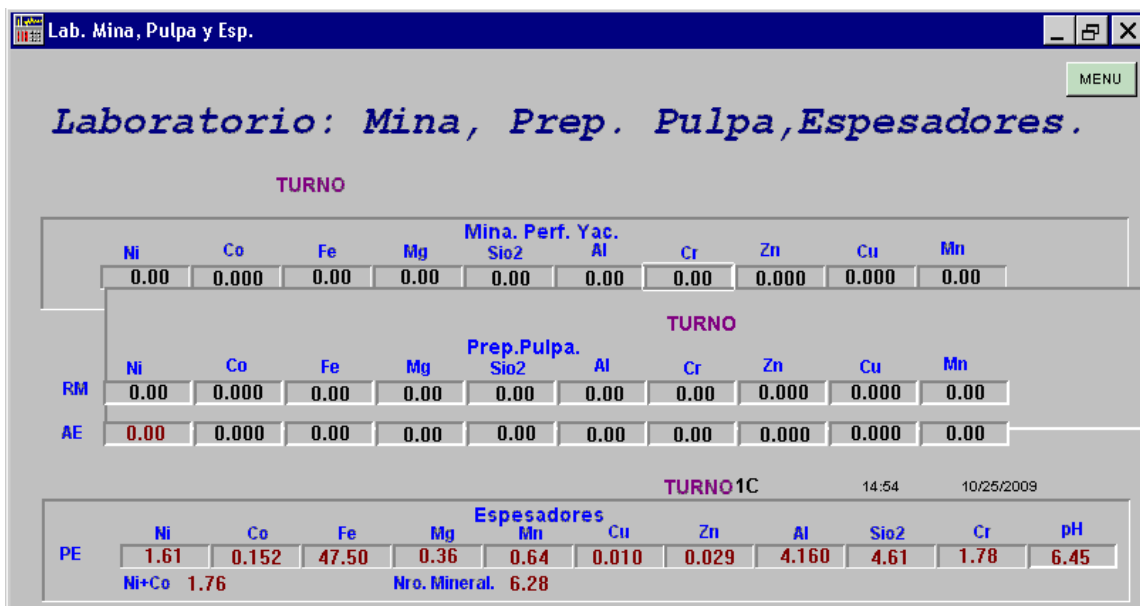 Lab. Mina, Pulpa y Esp.
MENU
Laboratorio: Mina, Prep. Pulpa,Espesadores.
TURNO
Mina. Perf. Yac.
Ni Co Fe Mg Sio2 Al Cr Zn Cu Mn
0.00 0.000 0.00 0.00 0.00 0.00 0.00 0.000 0.000 0.00
TURNO
Prep.Pulpa.
Ni Co Fe Mg Sio2 Al Cr Zn Cu Mn
RM 0.00 0.000 0.00 0.00 0.00 0.00 0.00 0.000 0.000 0.00
AE 0.00 0.000 0.00 0.00 0.00 0.00 0.00 0.000 0.000 0.00
TURNO 1C 14:54 10/25/2009
Espesadores
Ni Co Fe Mg Mn Cu Zn Al Sio2 Cr pH
PE 1.61 0.152 47.50 0.36 0.64 0.010 0.029 4.160 4.61 1.78 6.45
Ni+Co 1.76 Nro. Mineral. 6.28